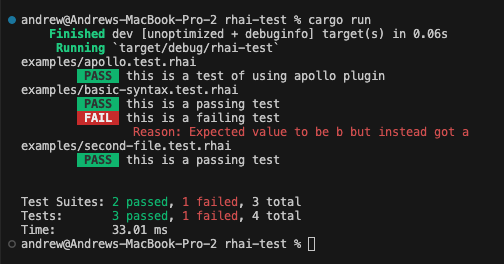 andrew@Andrews-MacBook-Pro-2 rhai-test % cargo run
Finished dev [unoptimized + debuginfo] target(s) in 0.06s
Running `target/debug/rhai-test`
examples/apollo.test.rhai
PASS this is a test of using apollo plugin
examples/basic-syntax.test.rhai
PASS this is a passing test
FAIL this is a failing test
Reason: Expected value to be b but instead got a
examples/second-file.test.rhai
PASS this is a passing test
Test Suites: 2 passed, 1 failed, 3 total
Tests: 3 passed, 1 failed, 4 total
Time: 33.01 ms
andrew@Andrews-MacBook-Pro-2 rhai-test %